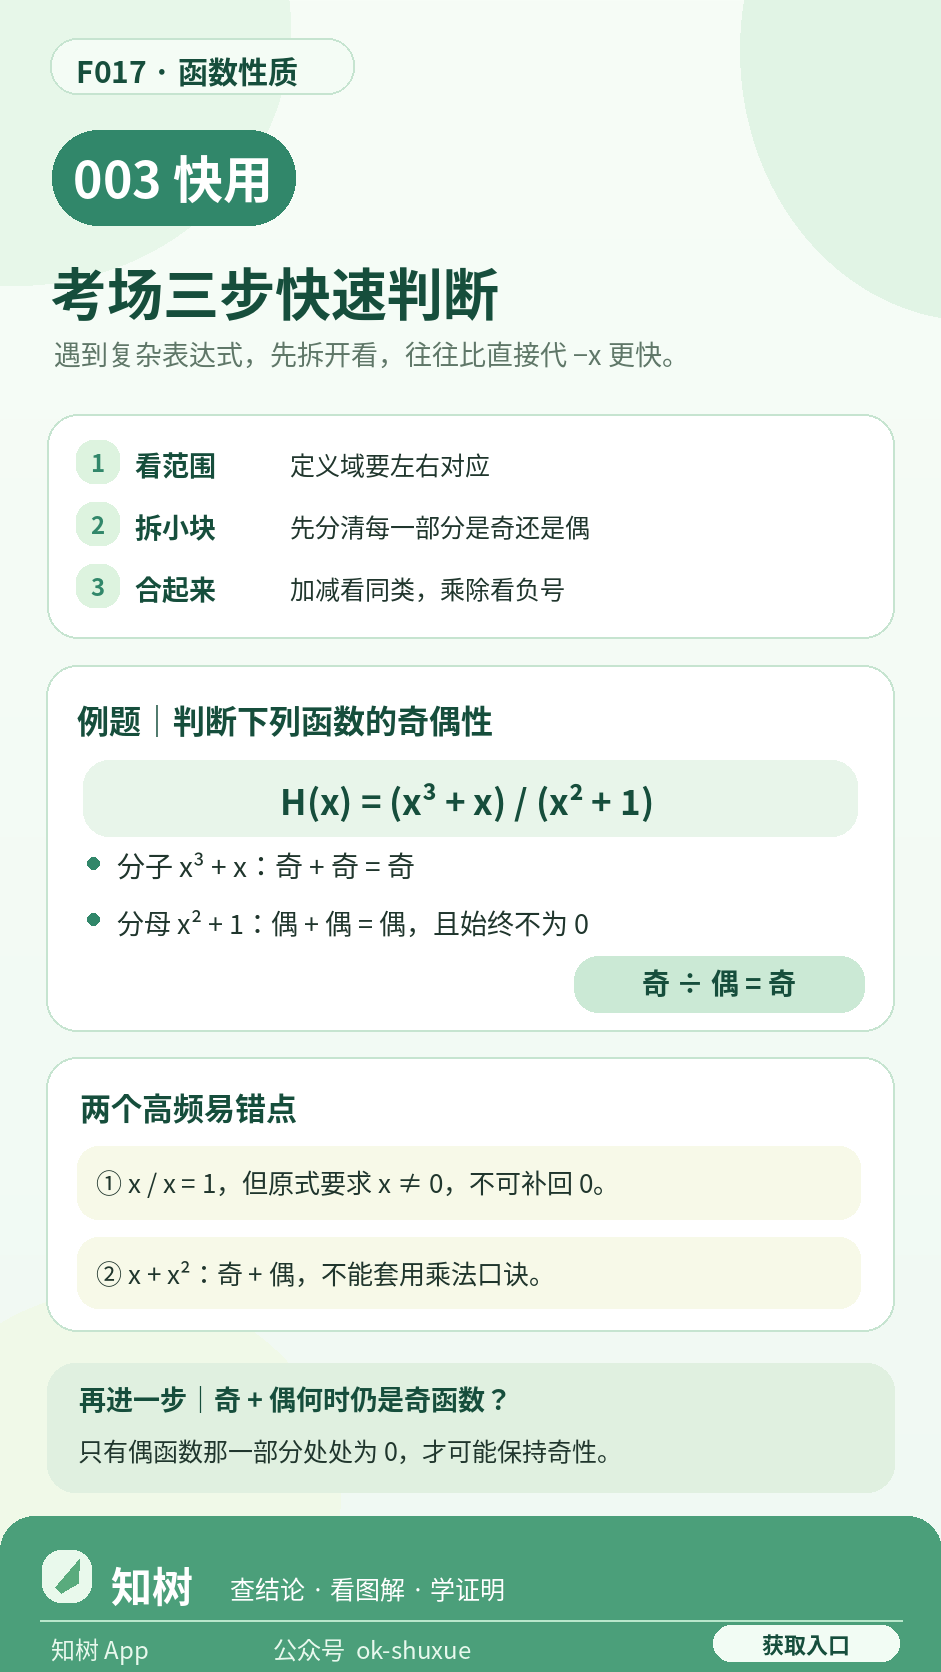 F017 · 函数性质
003 快用
考场三步快速判断
遇到复杂表达式，先拆开看，往往比直接代 −x 更快。
1 看范围 定义域要左右对应
2 拆小块 先分清每一部分是奇还是偶
3 合起来 加减看同类，乘除看负号
例题｜判断下列函数的奇偶性
H(x) = (x³ + x) / (x² + 1)
• 分子 x³ + x：奇 + 奇 = 奇
• 分母 x² + 1：偶 + 偶 = 偶，且始终不为 0
奇 ÷ 偶 = 奇
两个高频易错点
① x / x = 1，但原式要求 x ≠ 0，不可补回 0。
② x + x²：奇 + 偶，不能套用乘法口诀。
再进一步｜奇 + 偶何时仍是奇函数？
只有偶函数那一部分处处为 0，才可能保持奇性。
知树 查结论 · 看图解 · 学证明
知树 App 公众号 ok-shuxue 获取入口